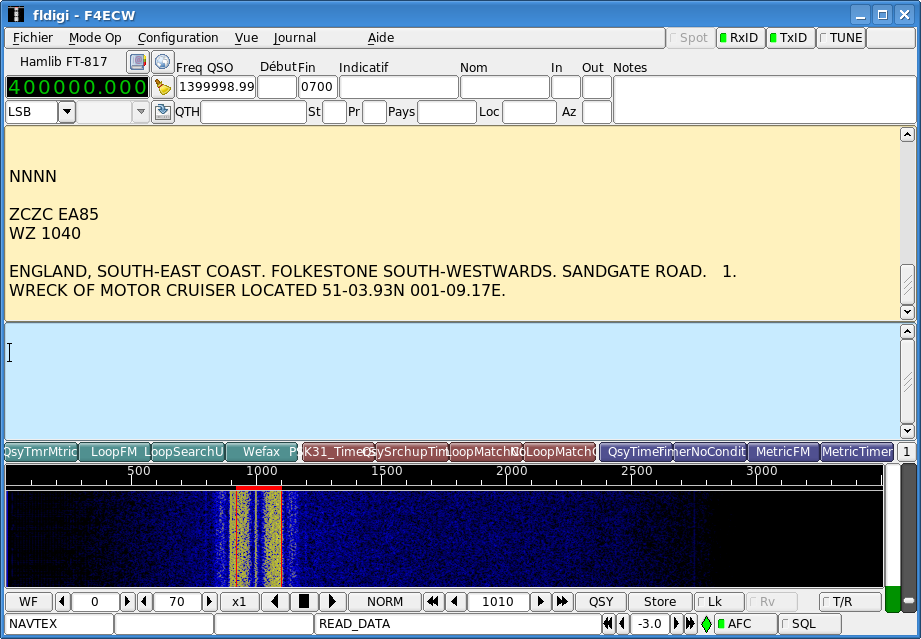 fldigi - F4ECW
Fichier Mode Op Configuration Vue Journal Aide Spot RxID TxID TUNE
Hamlib FT-817 Freq QSO Début Fin Indicatif Nom In Out Notes
400000.000 1399998.99 0700
LSB QTH St Pr Pays Loc Az
NNNN
ZCZC EA85
WZ 1040
ENGLAND, SOUTH-EAST COAST. FOLKESTONE SOUTH-WESTWARDS. SANDGATE ROAD. 1.
WRECK OF MOTOR CRUISER LOCATED 51-03.93N 001-09.17E.
QsyTmrMtric LoopFM LoopSearchU Wefax PSK31_Timer QsySrchupTim LoopMatchNo LoopMatchC QsyTime TimerNoCondit MetricFM MetricTimer 1
500 1000 1500 2000 2500 3000
WF 0 70 x1 NORM 1010 QSY Store Lk Rv T/R
NAVTEX READ_DATA -3.0 AFC SQL